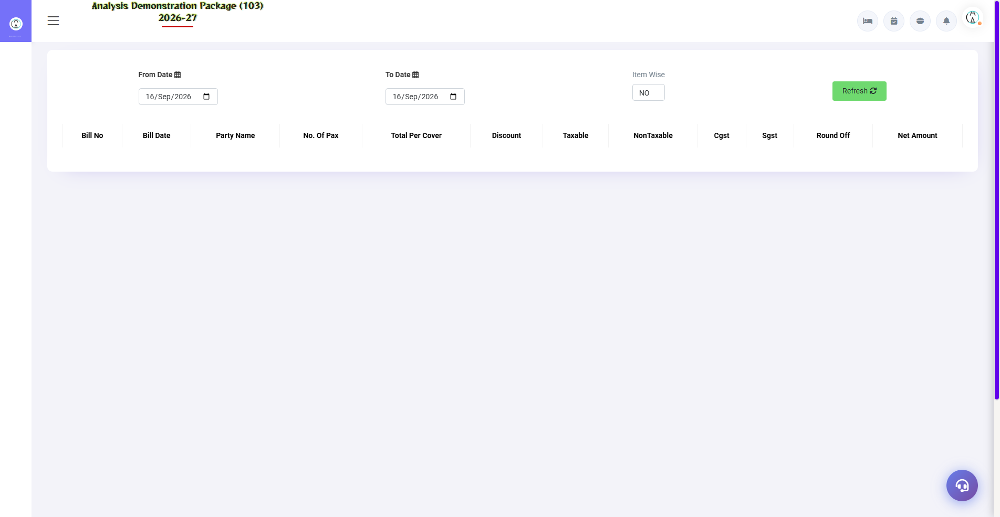 Analysis Demonstration Package (103)
2026-27
From Date
To Date
Item Wise
16/Sep/2026
16/Sep/2026
NO
Refresh
Bill No
Bill Date
Party Name
No. Of Pax
Total Per Cover
Discount
Taxable
NonTaxable
Cgst
Sgst
Round Off
Net Amount